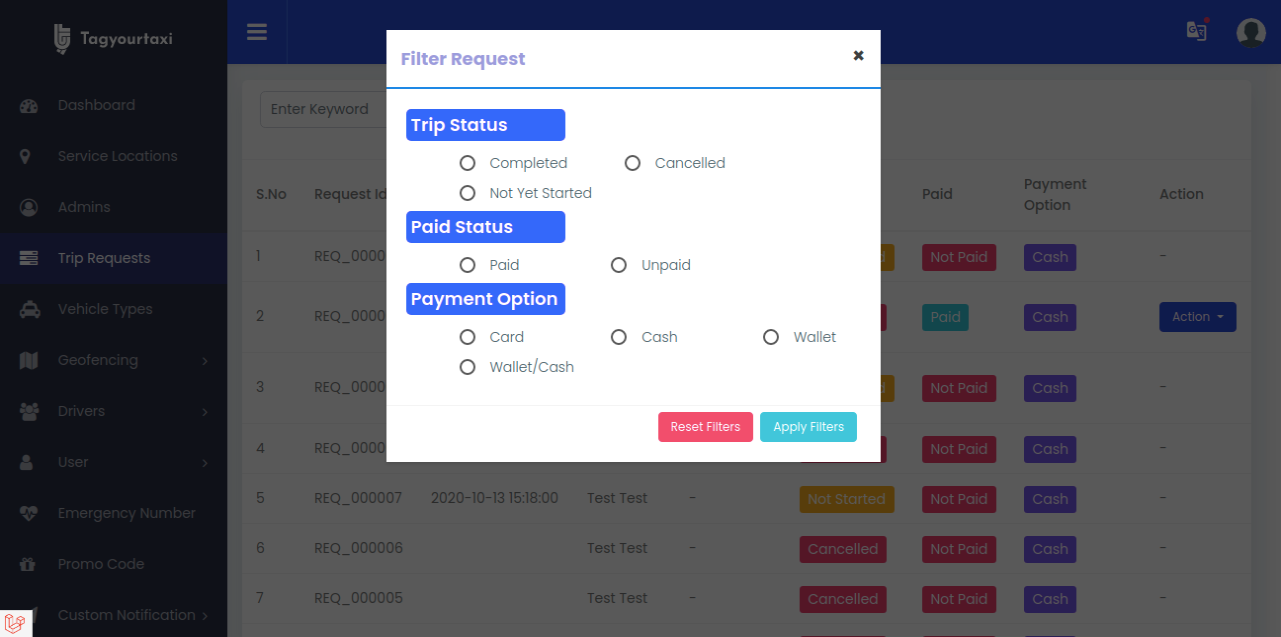 Tagyourtaxi
Filter Request
Dashboard
Service Locations
Admins
Trip Requests
Vehicle Types
Geofencing
Drivers
User
Emergency Number
Promo Code
Custom Notification
Enter Keyword
Trip Status
Completed Cancelled
Not Yet Started
Paid Status
Paid Unpaid
Payment Option
Card Cash Wallet
Wallet/Cash
Reset Filters Apply Filters
S.No Request Id Paid Payment Option Action
1 REQ_0000 Not Paid Cash -
2 REQ_0000 Paid Cash Action
3 REQ_0000 Not Paid Cash -
4 REQ_0000 Not Paid Cash -
5 REQ_000007 2020-10-13 15:18:00 Test Test - Not Started Not Paid Cash -
6 REQ_000006 Test Test - Cancelled Not Paid Cash -
7 REQ_000005 Test Test - Cancelled Not Paid Cash -